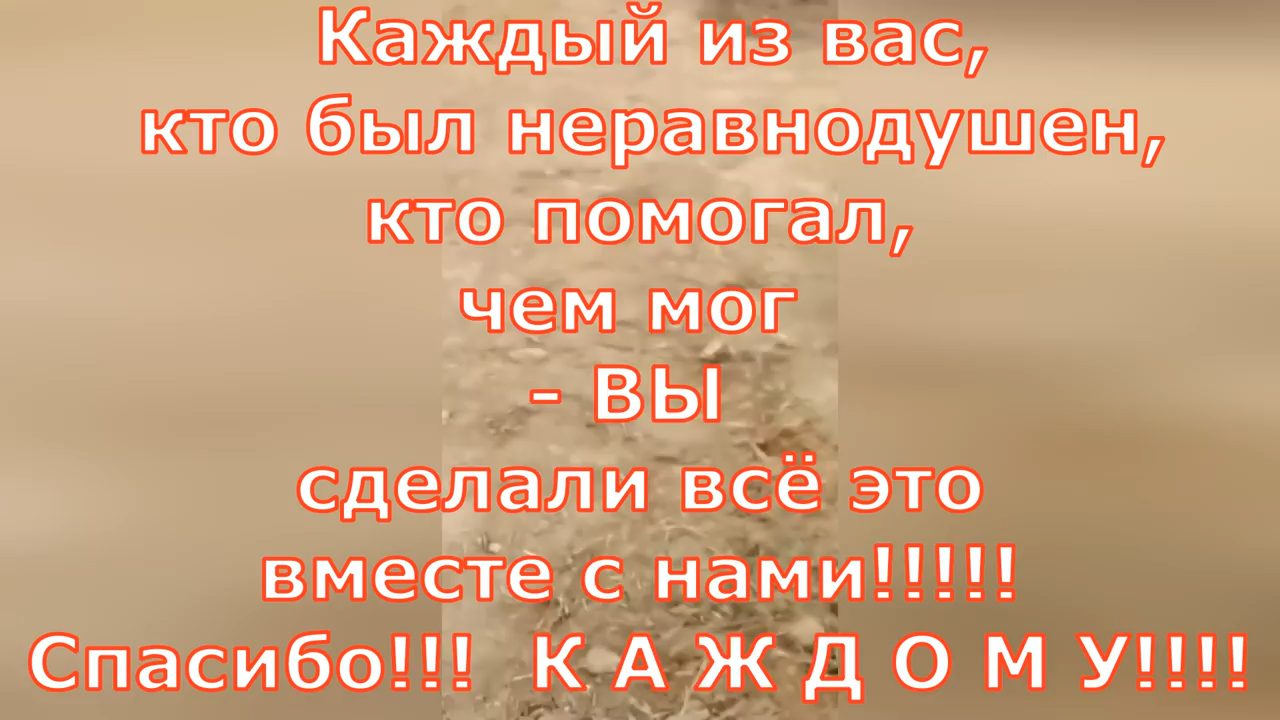 Каждый из вас,
кто был неравнодушен,
кто помогал,
чем мог
- ВЫ
сделали всё это
вместе с нами!!!!!
Спасибо!!! К А Ж Д О М У!!!!